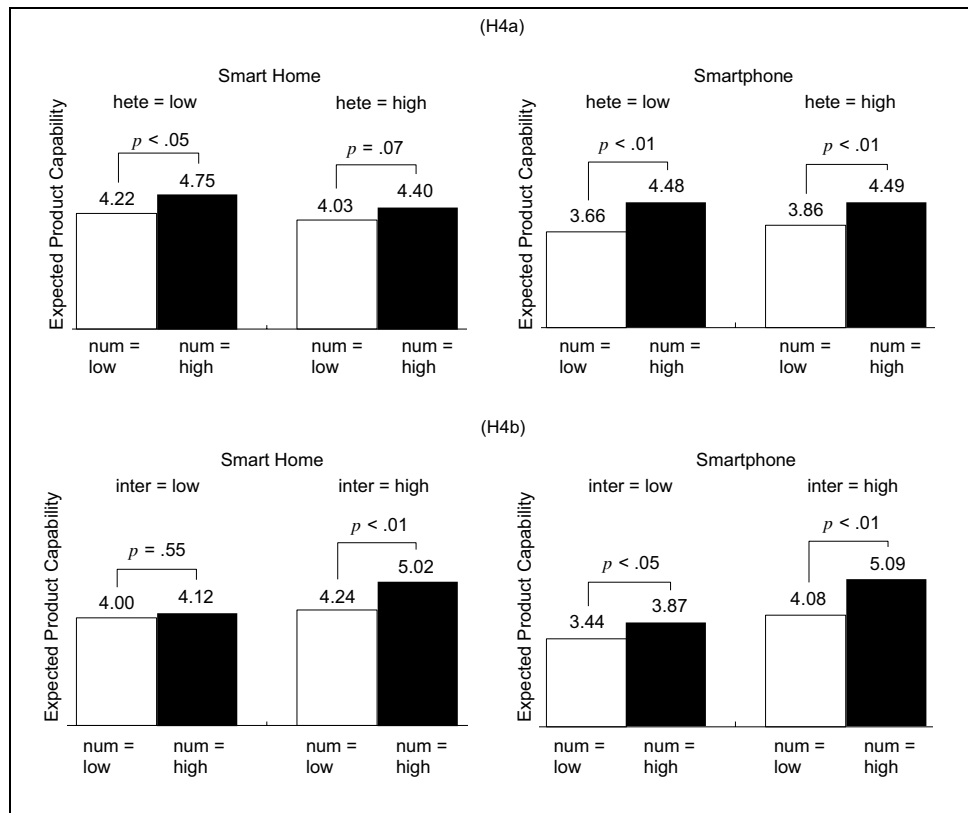 (H4a)
Smart Home
Smartphone
hete = low
hete = high
hete = low
hete = high
Expected Product Capability
p < .05
p = .07
Expected Product Capability
p < .01
p < .01
4.22
4.75
4.03
4.40
3.66
4.48
3.86
4.49
num =
low
num =
high
num =
low
num =
high
num =
low
num =
high
num =
low
num =
high
(H4b)
Smart Home
Smartphone
inter = low
inter = high
inter = low
inter = high
Expected Product Capability
p = .55
p < .01
Expected Product Capability
p < .05
p < .01
4.00
4.12
4.24
5.02
3.44
3.87
4.08
5.09
num =
low
num =
high
num =
low
num =
high
num =
low
num =
high
num =
low
num =
high